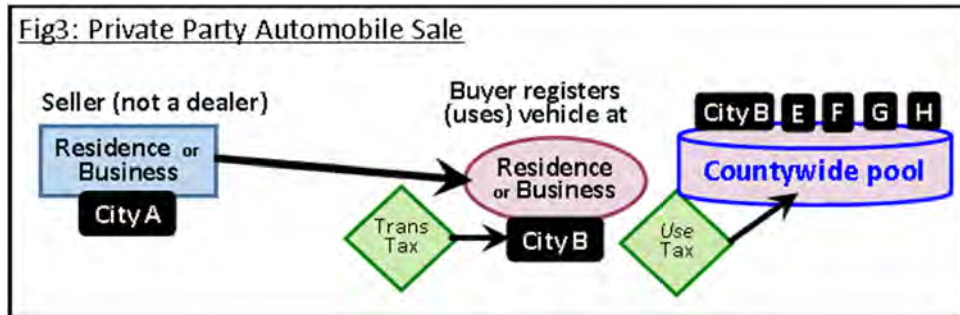 Fig3: Private Party Automobile Sale
Seller (not a dealer)
Residence or
Business
City A
Buyer registers
(uses) vehicle at
Residence
or Business
City B
Trans
Tax
Use
Tax
City B E F G H
Countywide pool